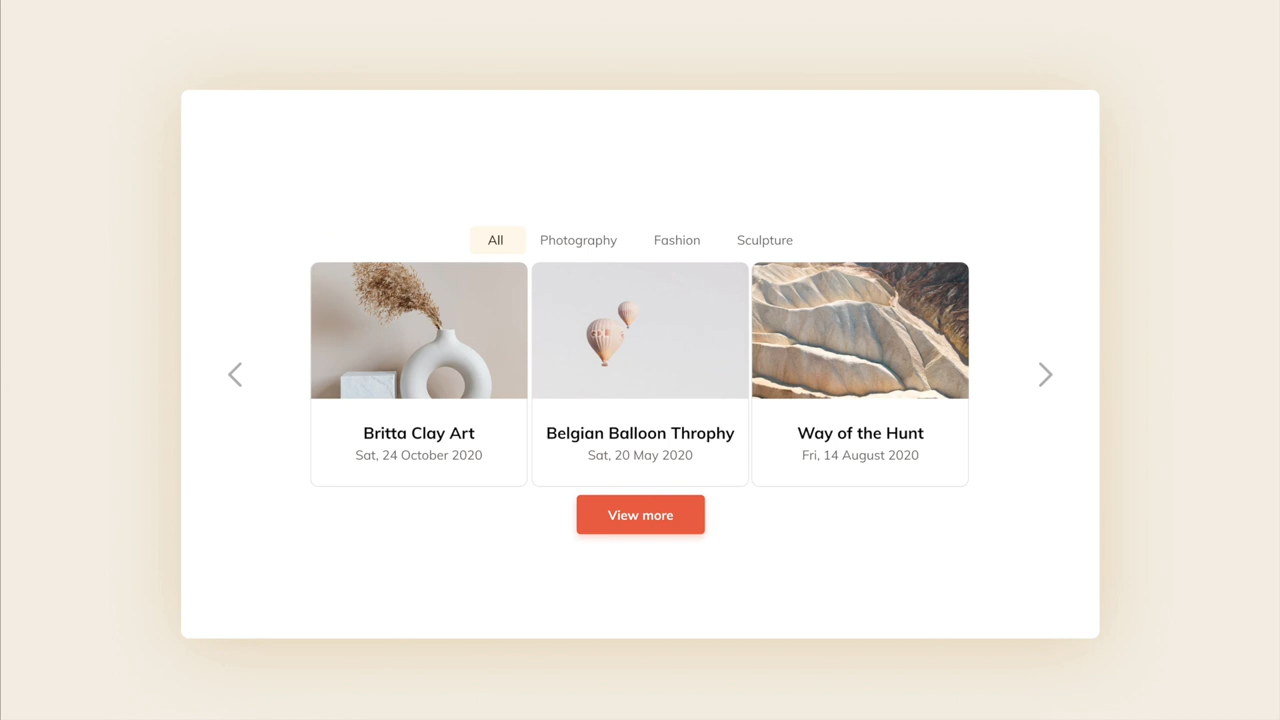 All
Photography
Fashion
Sculpture
Britta Clay Art
Sat, 24 October 2020
Belgian Balloon Throphy
Sat, 20 May 2020
Way of the Hunt
Fri, 14 August 2020
View more